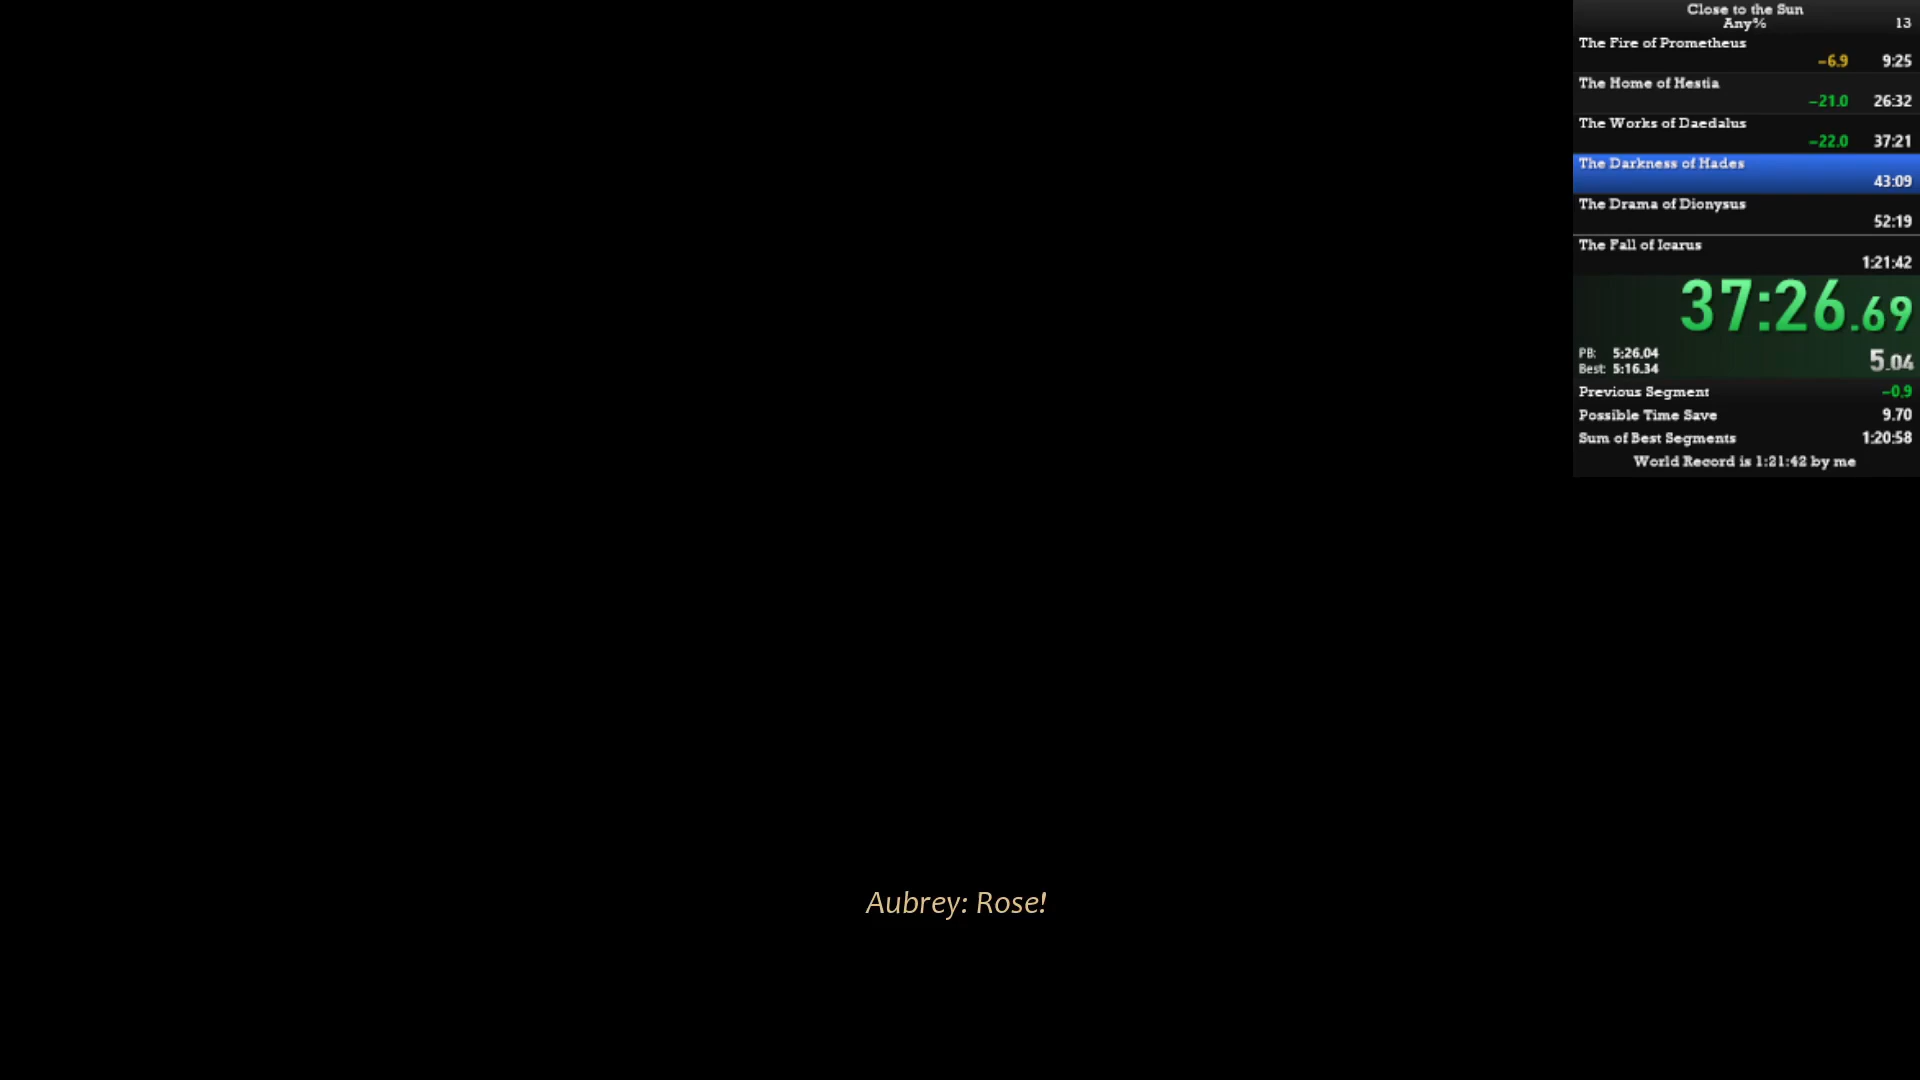 Close to the Sun
Any% 13
The Fire of Prometheus
-6.9 9:25
The Home of Hestia
-21.0 26:32
The Works of Daedalus
-22.0 37:21
The Darkness of Hades
43:09
The Drama of Dionysus
52:19
The Fall of Icarus
1:21:42
37:26.69
PB: 5:26.04
Best: 5:16.34
5.04
Previous Segment -0.9
Possible Time Save 9.70
Sum of Best Segments 1:20:58
World Record is 1:21:42 by me
Aubrey: Rose!